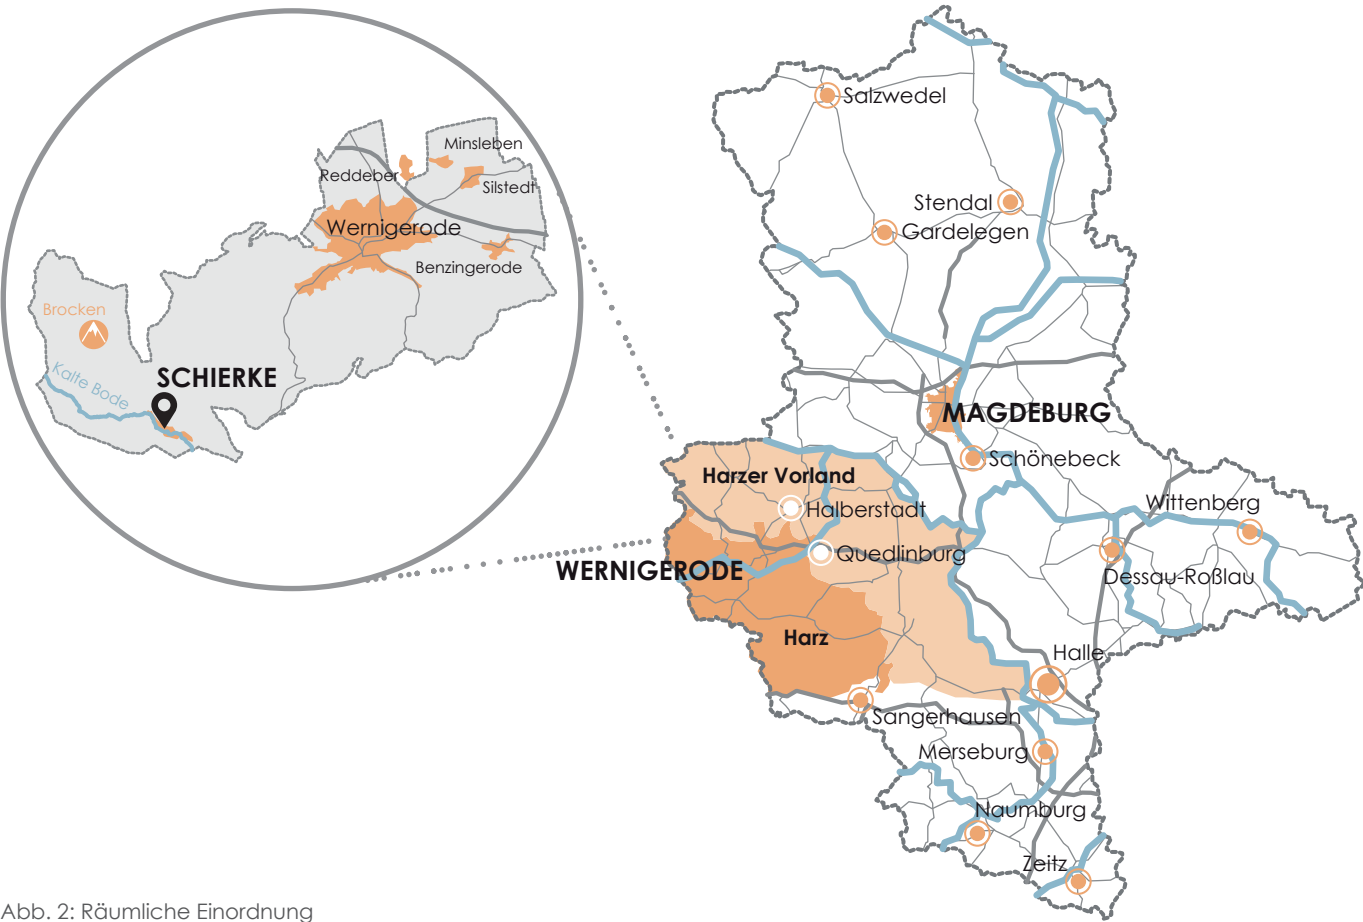 Minsleben
Reddeber
Silstedt
Wernigerode
Benzingerode
Brocken
Kalte Bode
SCHIERKE
Salzwedel
Stendal
Gardelegen
MAGDEBURG
Schönebeck
Harzer Vorland
Halberstadt
Wittenberg
Quedlinburg
WERNIGERODE
Dessau-Roßlau
Harz
Halle
Sangerhausen
Merseburg
Naumburg
Zeitz
Abb. 2: Räumliche Einordnung